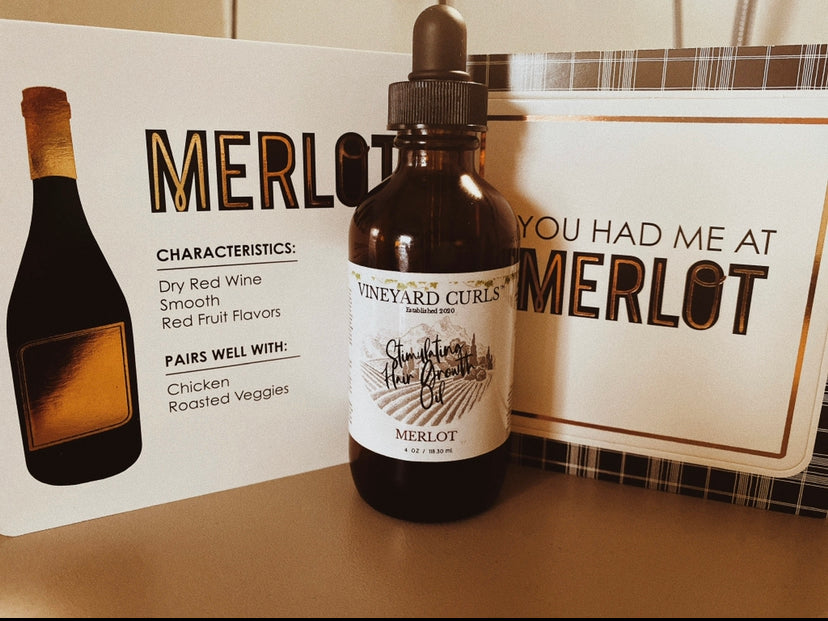 MERLOT
CHARACTERISTICS:
Dry Red Wine
Smooth
Red Fruit Flavors
PAIRS WELL WITH:
Chicken
Roasted Veggies
VINEYARD CURLS™
Established 2020
Stimulating
Hair Growth
Oil
MERLOT
4 OZ / 118.30 mL
YOU HAD ME AT
MERLOT